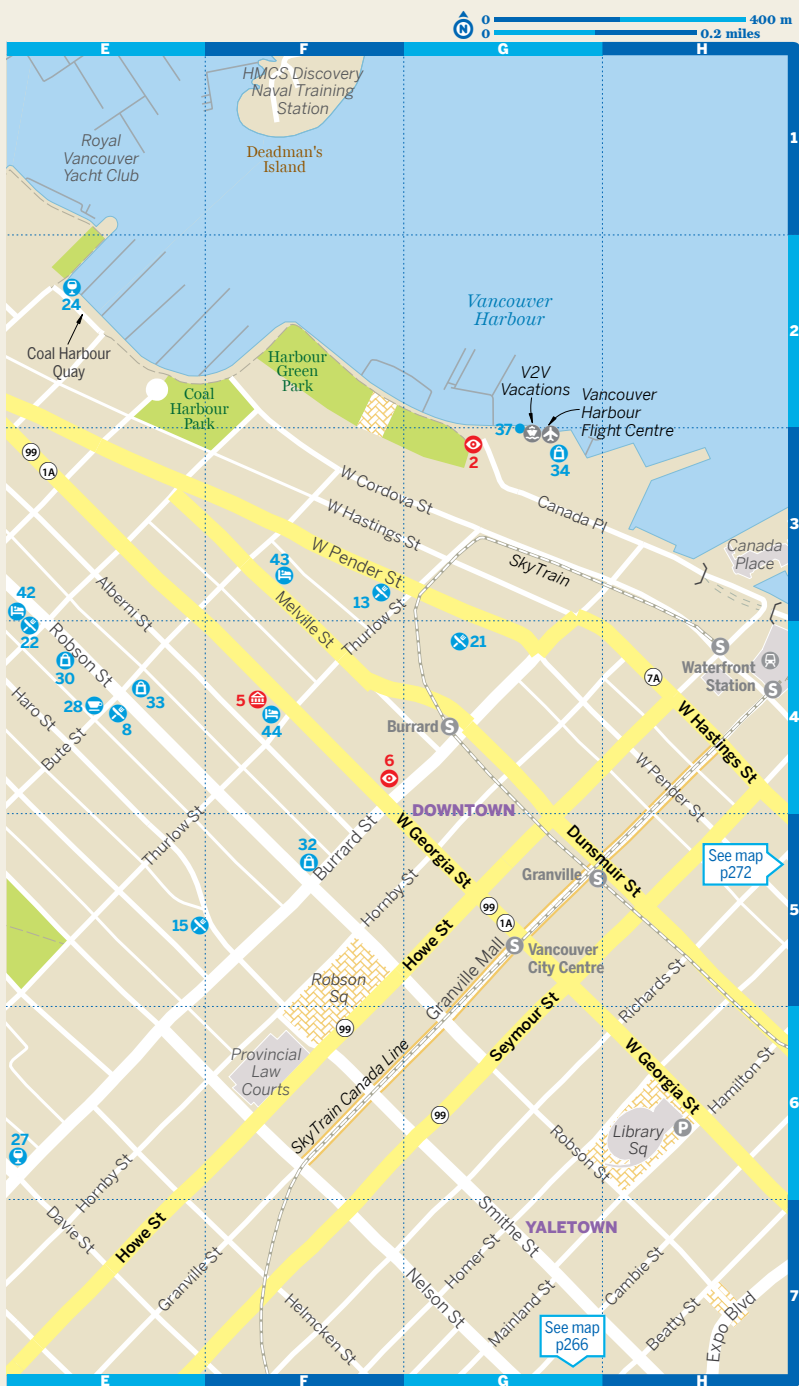 N
0 400 m
0 0.2 miles
E F G H
HMCS Discovery
Naval Training
Station
Royal
Vancouver
Yacht Club
Deadman's
Island
1
24
Coal Harbour
Quay
Vancouver
Harbour
2
Harbour
Green
Park
Coal
Harbour
Park
V2V
Vacations
Vancouver
Harbour
Flight Centre
37
34
2
99
1A
W Cordova St
W Hastings St
W Pender St
Canada Pl
SkyTrain
3
Canada
Place
43
13
Melville St
Thurlow St
Alberni St
42
22
Robson St
30
33
28
8
Haro St
Bute St
21
5
44
6
Burrard
S
S
Waterfront
Station
S
7A
W Hastings St
W Pender St
4
DOWNTOWN
Thurlow St
32
Burrard St
W Georgia St
Hornby St
Dunsmuir St
Granville
S
See map
p272
5
15
99
1A
Howe St
Granville Mall
S
Vancouver
City Centre
Robson
Sq
Richards St
Seymour St
99
Provincial
Law
Courts
SkyTrain Canada Line
99
W Georgia St
Hamilton St
6
Library
Sq
P
Robson St
27
Hornby St
Davie St
Howe St
Granville St
Smithe St
YALETOWN
Homer St
Nelson St
Helmcken St
Mainland St
Cambie St
Beatty St
Expo Blvd
7
See map
p266
E F G H